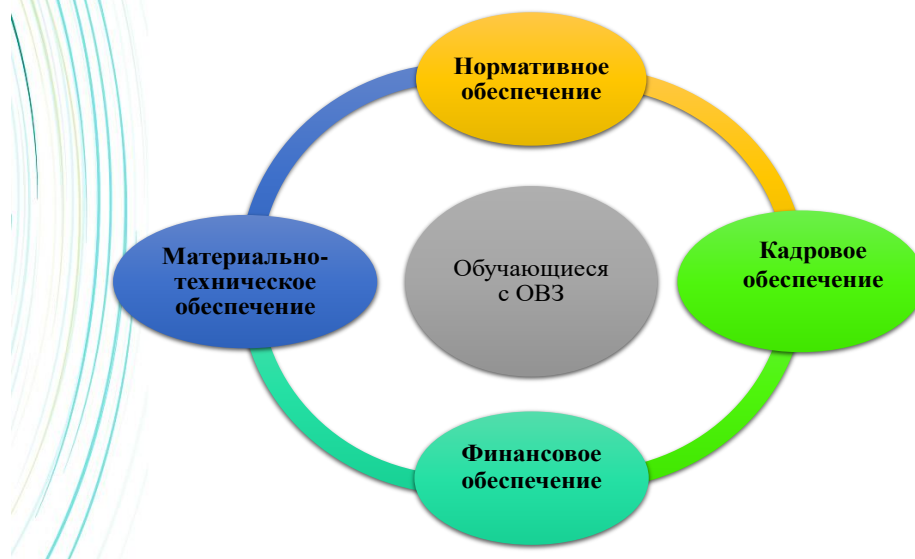 Нормативное
обеспечение
Материально-
техническое
обеспечение
Обучающиеся
с ОВЗ
Кадровое
обеспечение
Финансовое
обеспечение